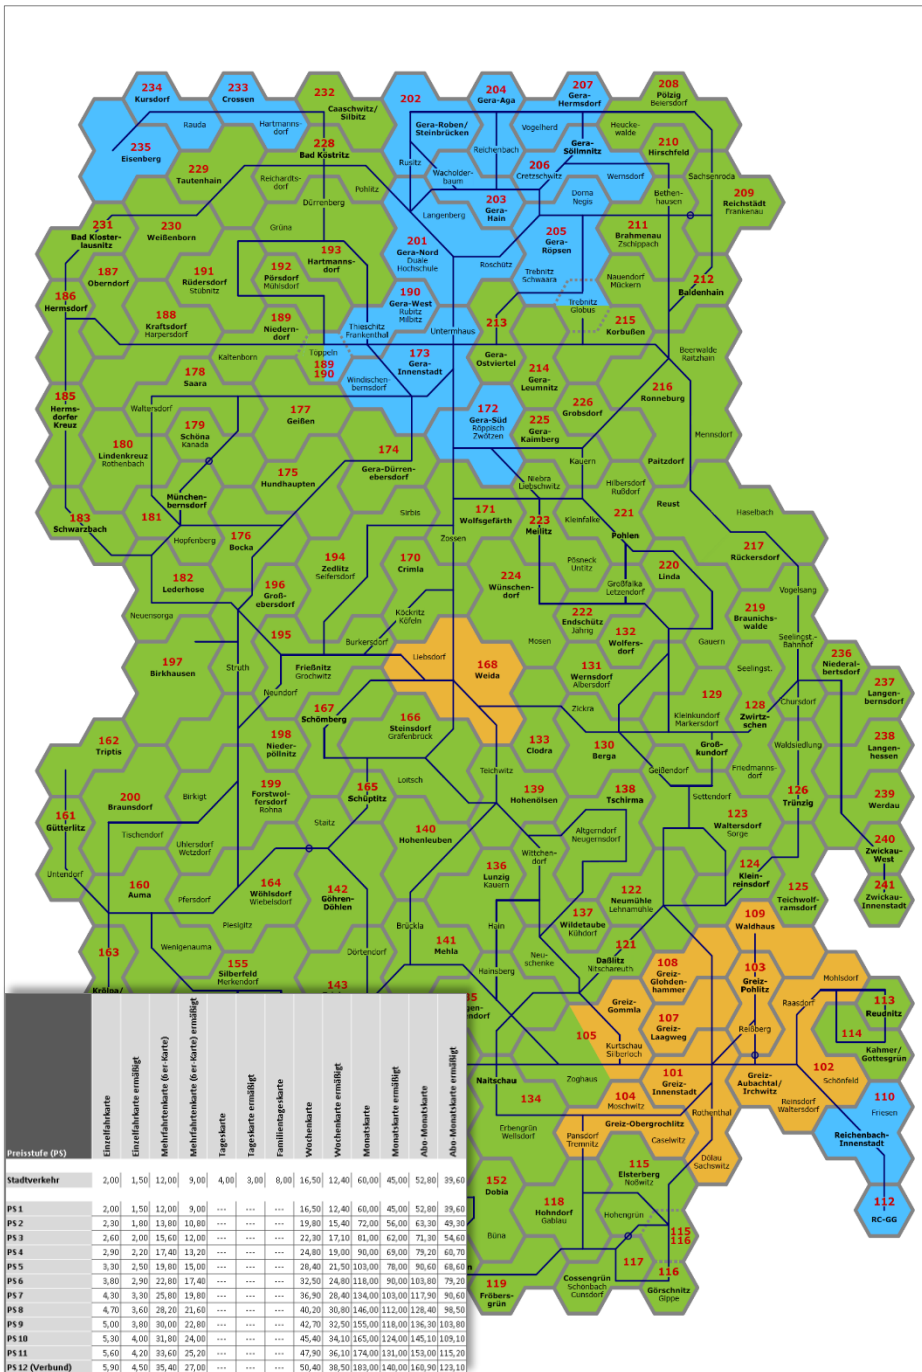 234
Kursdorf
233
Crossen
232
Caaschwitz/
Silbitz
202
Gera-Roben/
Steinbrücken
204
Gera-Aga
207
Gera-
Hermsdorf
208
Pölzig
Beiersdorf
Rauda
Hartmanns-
dorf
Vogelherd
Heucke-
walde
235
Eisenberg
229
Tautenhain
228
Bad Köstritz
Rusitz
Reichenbach
Gera-
Söllmnitz
210
Hirschfeld
Reichardts-
dorf
Pohlitz
Wacholder-
baum
206
Cretzschwitz
Wernsdorf
Sachsenroda
Dürrenberg
Langenberg
203
Gera-
Hain
Dorna
Negis
Bethen-
hausen
209
Reichstädt
Frankenau
231
Bad Kloster-
lausnitz
230
Weißenborn
Grüna
201
Gera-Nord
Duale
Hochschule
205
Gera-
Röpsen
211
Brahmenau
Zschippach
193
Hartmanns-
dorf
Roschütz
187
Oberndorf
191
Rüdersdorf
Stübnitz
192
Pörsdorf
Mühlsdorf
Trebnitz
Schwaara
Nauendorf
Mückern
212
Baldenhain
186
Hermsdorf
190
Gera-West
Rubitz
Milbitz
Trebnitz
Globus
188
Kraftsdorf
Harpersdorf
189
Niedern-
dorf
Thieschitz
Frankenthal
Untermhaus
213
Gera-
Ostviertel
215
Korbußen
Kaltenborn
Töppeln
189
190
173
Gera-
Innenstadt
Beerwalde
Raitzhain
178
Saara
Windischen-
bernsdorf
214
Gera-
Leumnitz
216
Ronneburg
185
Herms-
dorfer
Kreuz
Waltersdorf
177
Geißen
172
Gera-Süd
Röppisch
Zwötzen
226
Grobsdorf
179
Schöna
Kanada
225
Gera-
Kaimberg
Mennsdorf
180
Lindenkreuz
Rothenbach
174
Gera-Dürren-
ebersdorf
Kauern
Paitzdorf
175
Hundhaupten
Niebra
Liebschwitz
Hilbersdorf
Rußdorf
München-
bernsdorf
Reust
183
Schwarzbach
181
Sirbis
171
Wolfsgefärth
223
Meilitz
Kleinfalke
221
Pohlen
Haselbach
Hopfenberg
176
Bocka
Zossen
217
Rückersdorf
194
Zedlitz
Seifersdorf
170
Crimla
Pösneck
Untitz
182
Lederhose
196
Groß-
ebersdorf
224
Wünschen-
dorf
Großfalka
Letzendorf
220
Linda
Vogelsang
Neuensorga
Köckritz
Köfeln
222
Endschütz
Jährig
219
Braunichs-
walde
195
Burkersdorf
Mosen
132
Wolfers-
dorf
Gauern
Seelingst.-
Bahnhof
197
Birkhausen
Struth
Frießnitz
Grochwitz
Liebsdorf
168
Weida
131
Wernsdorf
Albersdorf
Seelingst.
236
Niederal-
bertsdorf
Neundorf
237
Langen-
bernsdorf
167
Schömberg
166
Steinsdorf
Gräfenbrück
Zickra
129
128
Zwirtz-
schen
Chursdorf
Kleinkundorf
Markersdorf
162
Triptis
198
Nieder-
pöllnitz
133
Clodra
130
Berga
Groß-
kundorf
Waldsiedlung
238
Langen-
hessen
Loitsch
Teichwitz
Geißendorf
Friedmanns-
dorf
200
Braunsdorf
Birkigt
199
Forstwol-
fersdorf
Rohna
165
Schüptitz
139
Hohenölsen
138
Tschirma
Settendorf
126
Trünzig
239
Werdau
161
Gütterlitz
Tischendorf
Staitz
140
Hohenleuben
Altgerndorf
Neugernsdorf
123
Waltersdorf
Sorge
240
Zwickau-
West
Uhlersdorf
Wetzdorf
Wittchen-
dorf
Untendorf
160
Auma
Pfersdorf
164
Wöhlsdorf
Wiebelsdorf
142
Göhren-
Döhlen
136
Lunzig
Kauern
124
Klein-
reinsdorf
125
Teichwolf-
ramsdorf
241
Zwickau-
Innenstadt
122
Neumühle
Lehnamühle
Piesigitz
Brückla
Hain
137
Wildetaube
Kühdorf
109
Waldhaus
163
Krölpa/
Wenigenauma
Dörtendorf
141
Mehla
Neu-
schenke
121
Daßlitz
Nitschareuth
155
Silberfeld
Merkendorf
143
Hainsberg
108
Greiz-
Glohden-
hammer
103
Greiz-
Pohlitz
Mohlsdorf
Greiz-
Gommla
Raasdorf
113
Reudnitz
105
107
Greiz-
Laagweg
Reißberg
114
Kahmer/
Gottesgrün
Kurtschau
Silberloch
Naitschau
Zoghaus
101
Greiz-
Innenstadt
Greiz-
Aubachtal/
Irchwitz
102
Schönfeld
134
104
Moschwitz
Rothenthal
Reinsdorf
Waltersdorf
110
Friesen
Erbengrün
Wellsdorf
Greiz-Obergrochlitz
Reichenbach-
Innenstadt
Pansdorf
Tremnitz
Caselwitz
Dölau
Sachswitz
152
Dobia
115
Elsterberg
Noßwitz
118
Hohndorf
Gablau
Hohengrün
112
RC-GG
Büna
115
116
117
116
Görschnitz
Gippe
119
Fröbers-
grün
Cossengrün
Schönbach
Cunsdorf
Preisstufe (PS) Einzelfahrkarte Einzelfahrkarte ermäßigt Mehrfahrtenkarte (6er-Karte) Mehrfahrtenkarte (6er-Karte) ermäßigt Tageskarte Tageskarte ermäßigt Familientageskarte Wochenkarte Wochenkarte ermäßigt Monatskarte Monatskarte ermäßigt Abo-Monatskarte Abo-Monatskarte ermäßigt
Stadtverkehr 2,00 1,50 12,00 9,00 4,00 3,00 8,00 16,50 12,40 60,00 45,00 52,80 39,60
PS 1 2,00 1,50 12,00 9,00 --- --- --- 16,50 12,40 60,00 45,00 52,80 39,60
PS 2 2,30 1,80 13,80 10,80 --- --- --- 19,80 15,40 72,00 56,00 63,30 49,30
PS 3 2,60 2,00 15,60 12,00 --- --- --- 22,30 17,10 81,00 62,00 71,30 54,60
PS 4 2,90 2,20 17,40 13,20 --- --- --- 24,80 19,00 90,00 69,00 79,20 60,70
PS 5 3,30 2,50 19,80 15,00 --- --- --- 28,40 21,50 103,00 78,00 90,60 68,60
PS 6 3,80 2,90 22,80 17,40 --- --- --- 32,50 24,80 118,00 90,00 103,80 79,20
PS 7 4,30 3,30 25,80 19,80 --- --- --- 36,90 28,40 134,00 103,00 117,90 90,60
PS 8 4,70 3,60 28,20 21,60 --- --- --- 40,20 30,80 146,00 112,00 128,40 98,50
PS 9 5,00 3,80 30,00 22,80 --- --- --- 42,70 32,50 155,00 118,00 136,30 103,80
PS 10 5,30 4,00 31,80 24,00 --- --- --- 45,40 34,10 165,00 124,00 145,10 109,10
PS 11 5,60 4,20 33,60 25,20 --- --- --- 47,90 36,10 174,00 131,00 153,00 115,20
PS 12 (Verbund) 5,90 4,50 35,40 27,00 --- --- --- 50,40 38,50 183,00 140,00 160,90 123,10